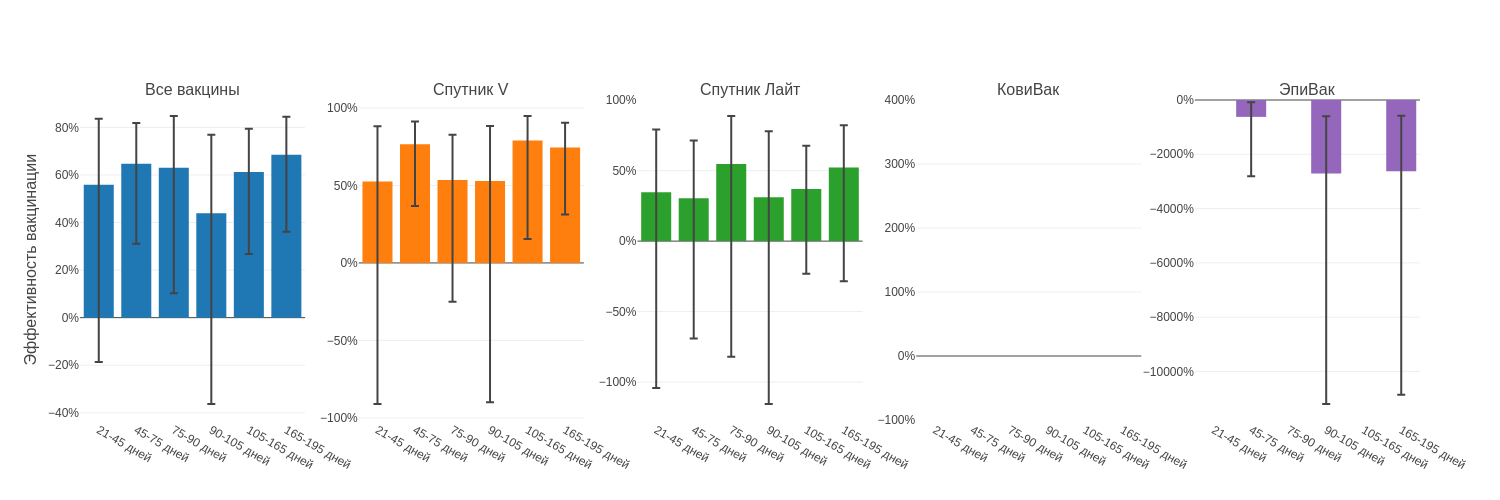 Эффективность вакцинации
Все вакцины
80%
60%
40%
20%
0%
−20%
−40%
21-45 дней
45-75 дней
75-90 дней
90-105 дней
105-165 дней
165-195 дней
Спутник V
100%
50%
0%
−50%
−100%
21-45 дней
45-75 дней
75-90 дней
90-105 дней
105-165 дней
165-195 дней
Спутник Лайт
100%
50%
0%
−50%
−100%
21-45 дней
45-75 дней
75-90 дней
90-105 дней
105-165 дней
165-195 дней
КовиВак
400%
300%
200%
100%
0%
−100%
21-45 дней
45-75 дней
75-90 дней
90-105 дней
105-165 дней
165-195 дней
ЭпиВак
0%
−2000%
−4000%
−6000%
−8000%
−10000%
21-45 дней
45-75 дней
75-90 дней
90-105 дней
105-165 дней
165-195 дней